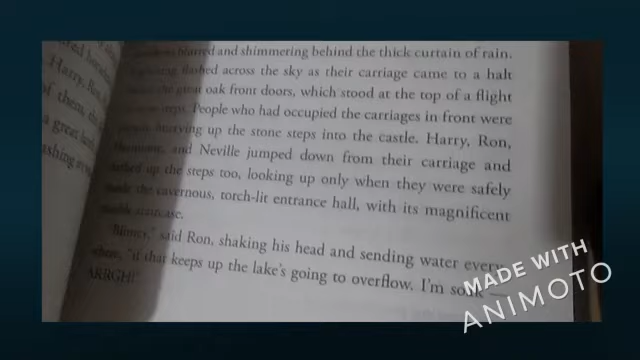 blurred and shimmering behind the thick curtain of rain.
flashed across the sky as their carriage came to a halt
great oak front doors, which stood at the top of a flight
steps. People who had occupied the carriages in front were
hurrying up the stone steps into the castle. Harry, Ron,
and Neville jumped down from their carriage and
up the steps too, looking up only when they were safely
the cavernous, torch-lit entrance hall, with its magnificent
staircase.
said Ron, shaking his head and sending water every-
"if that keeps up the lake's going to overflow. I'm soak —
ARRGH!"
Harry, Ron,
of them, the
a great
MADE WITH
ANIMOTO